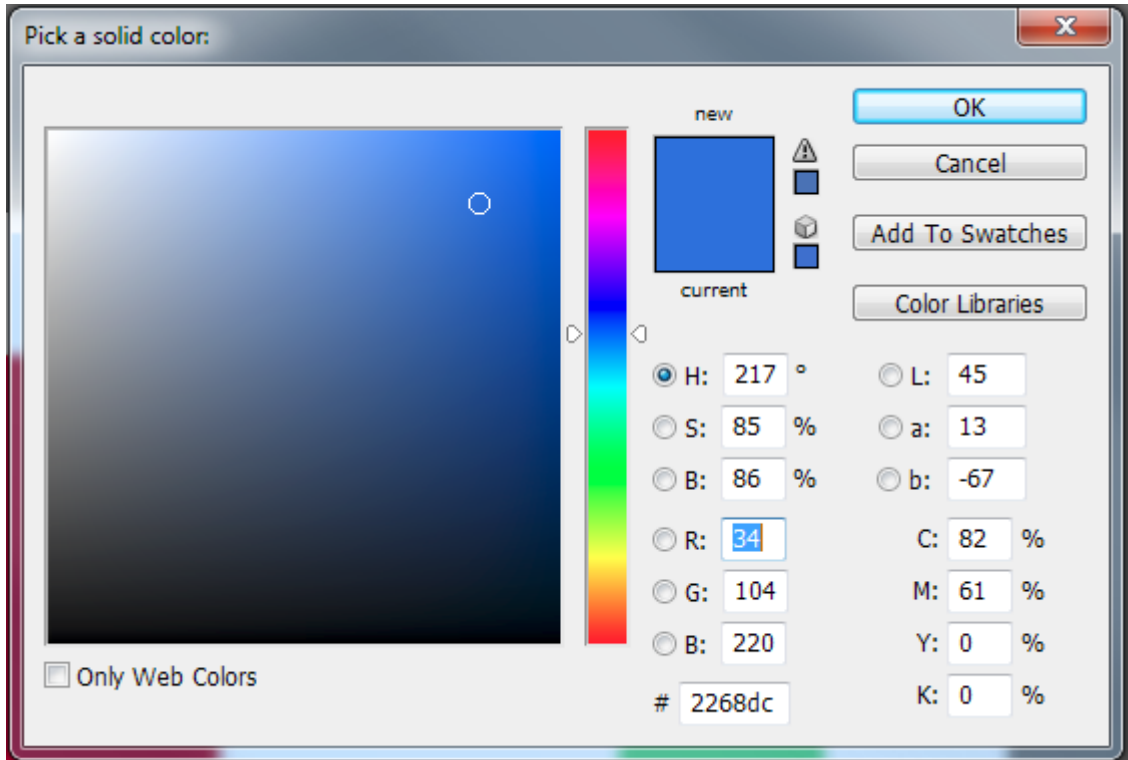 Pick a solid color:
new
current
OK
Cancel
Add To Swatches
Color Libraries
H: 217 °
S: 85 %
B: 86 %
R: 34
G: 104
B: 220
# 2268dc
L: 45
a: 13
b: -67
C: 82 %
M: 61 %
Y: 0 %
K: 0 %
Only Web Colors